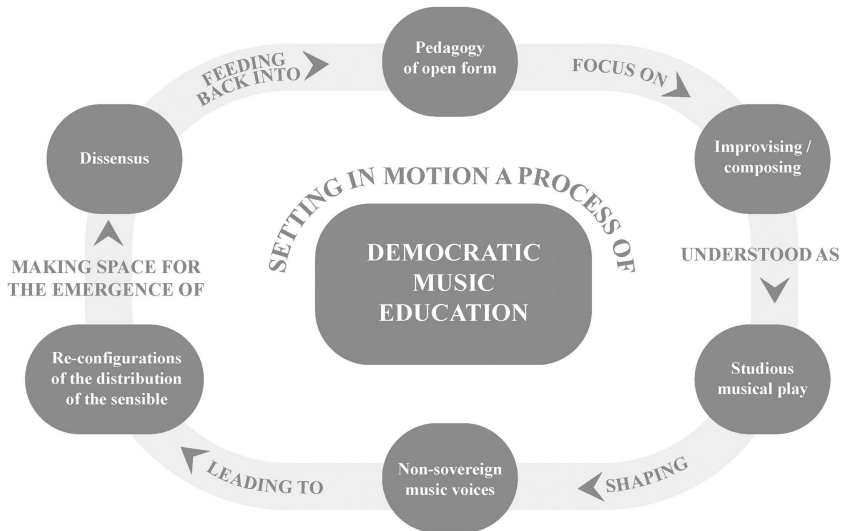 Pedagogy
of open form
FOCUS ON
Improvising /
composing
UNDERSTOOD AS
Studious
musical play
SHAPING
Non-sovereign
music voices
LEADING TO
Re-configurations
of the distribution
of the sensible
MAKING SPACE FOR
THE EMERGENCE OF
Dissensus
FEEDING
BACK INTO
SETTING IN MOTION A PROCESS OF
DEMOCRATIC
MUSIC
EDUCATION